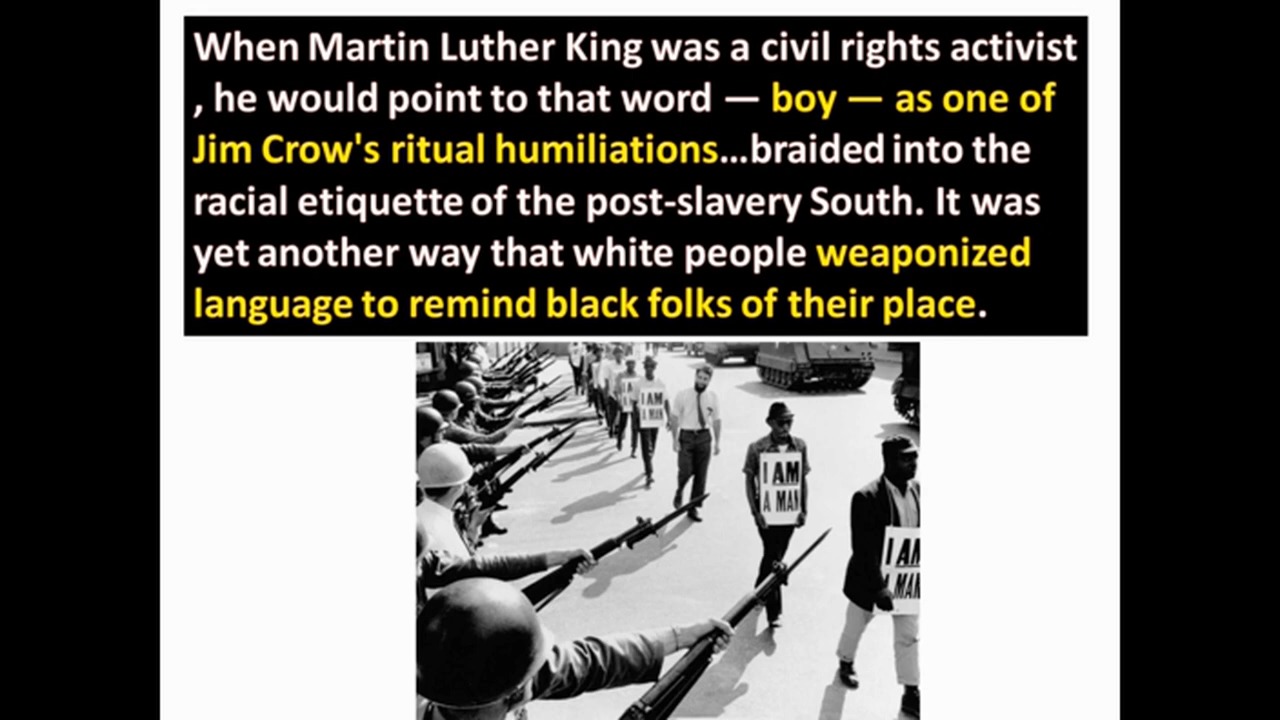 When Martin Luther King was a civil rights activist
, he would point to that word — boy — as one of
Jim Crow's ritual humiliations…braided into the
racial etiquette of the post-slavery South. It was
yet another way that white people weaponized
language to remind black folks of their place.
I AM
A MAN
I AM
A MAN
I AM
A MAN